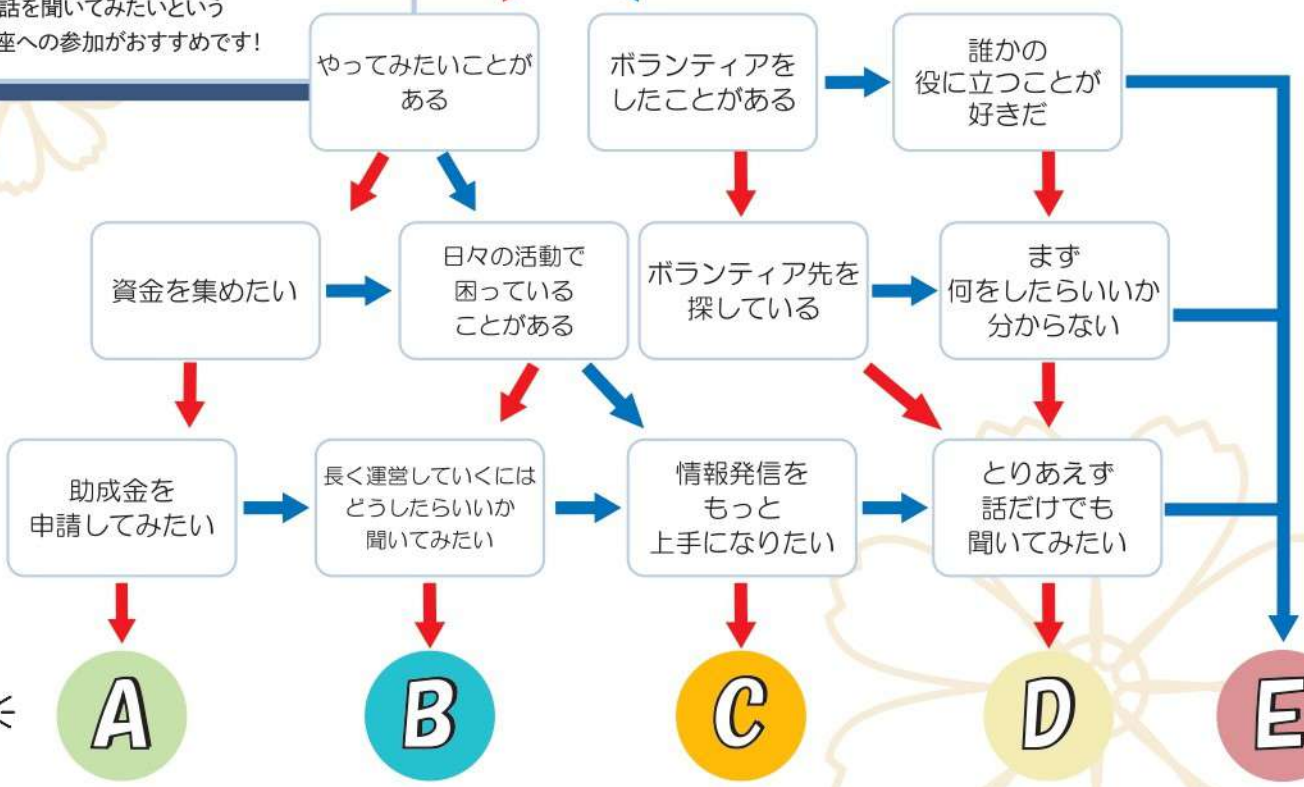 話を聞いてみたいという
座への参加がおすすめです!
やってみたいことが
ある
ボランティアを
したことがある
誰かの
役に立つことが
好きだ
資金を集めたい
日々の活動で
困っている
ことがある
ボランティア先を
探している
まず
何をしたらいいか
分からない
助成金を
申請してみたい
長く運営していくには
どうしたらいいか
聞いてみたい
情報発信を
もっと
上手になりたい
とりあえず
話だけでも
聞いてみたい
A
B
C
D
E